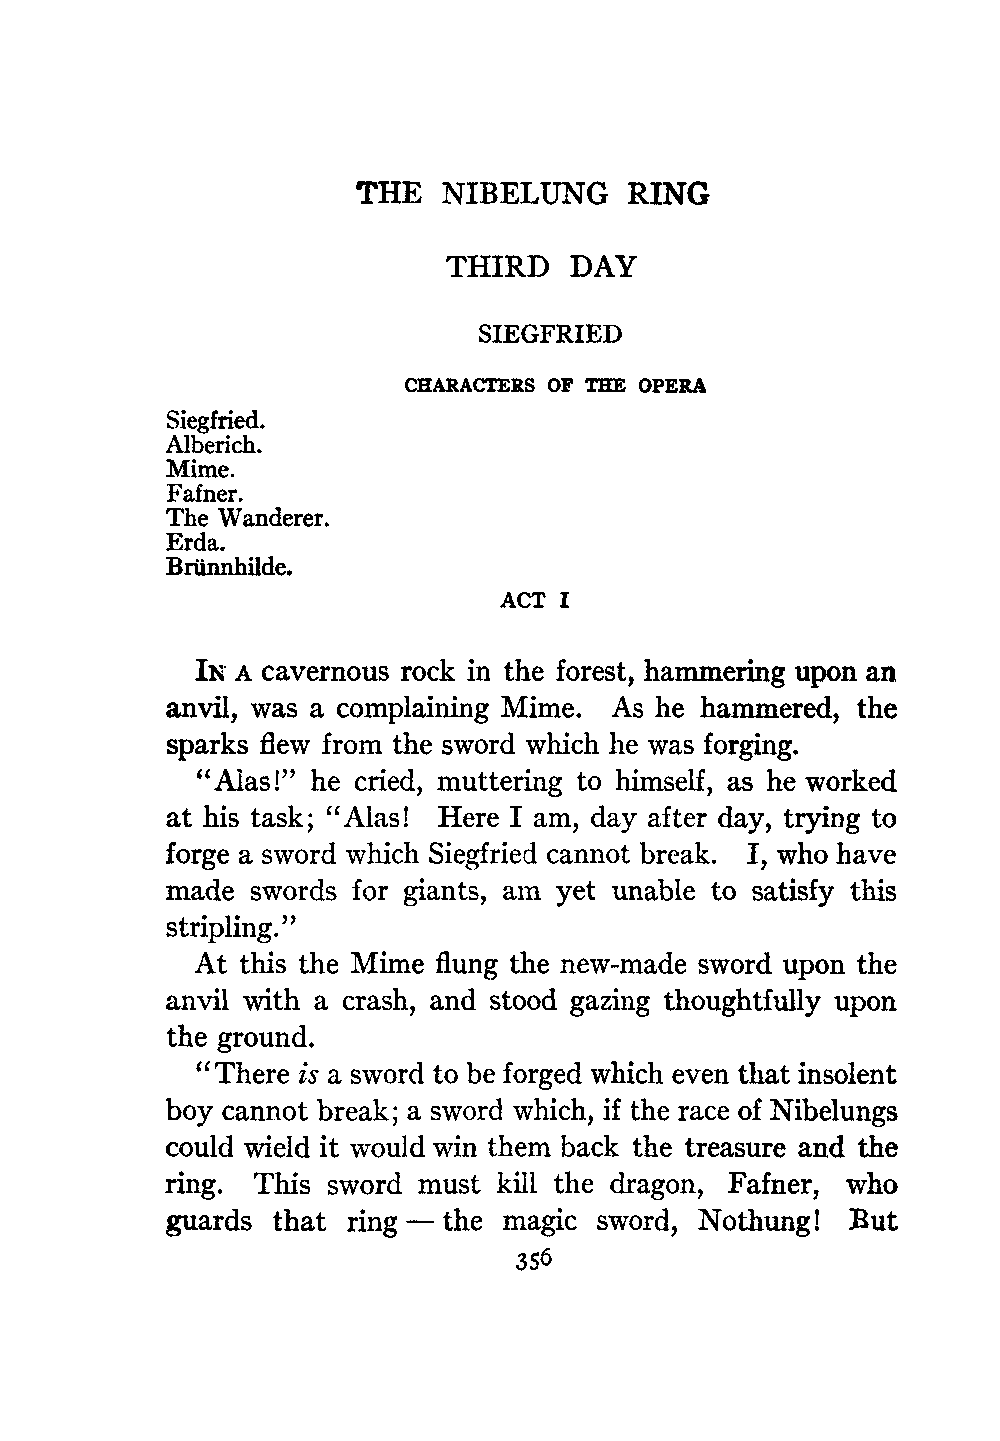 THE NIBELUNG RING
THIRD DAY
SIEGFRIED
CHARACTERS OF THE OPERA
Siegfried.
Alberich.
Mime.
Fafner.
The Wanderer.
Erda.
Brünnhilde.
ACT I
IN A cavernous rock in the forest, hammering upon an
anvil, was a complaining Mime. As he hammered, the
sparks flew from the sword which he was forging.
"Alas!" he cried, muttering to himself, as he worked
at his task; "Alas! Here I am, day after day, trying to
forge a sword which Siegfried cannot break. I, who have
made swords for giants, am yet unable to satisfy this
stripling."
At this the Mime flung the new-made sword upon the
anvil with a crash, and stood gazing thoughtfully upon
the ground.
"There is a sword to be forged which even that insolent
boy cannot break; a sword which, if the race of Nibelungs
could wield it would win them back the treasure and the
ring. This sword must kill the dragon, Fafner, who
guards that ring — the magic sword, Nothung! But
356